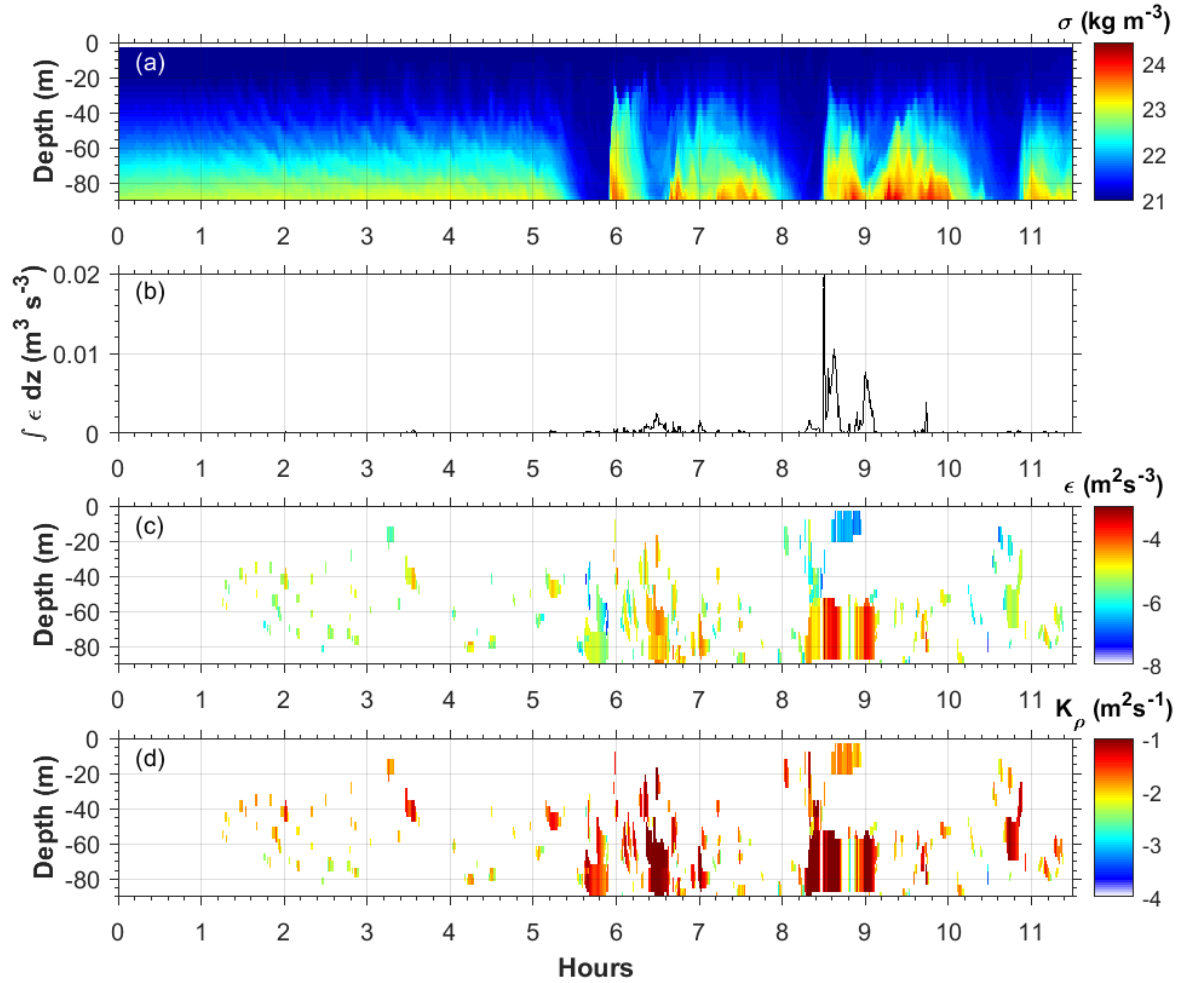 σ (kg m⁻³)
(a)
Depth (m)
0
-20
-40
-60
-80
24
23
22
21
0 1 2 3 4 5 6 7 8 9 10 11
(b)
∫ ϵ dz (m³ s⁻³)
0.02
0.01
0
0 1 2 3 4 5 6 7 8 9 10 11
ϵ (m²s⁻³)
(c)
Depth (m)
0
-20
-40
-60
-80
-4
-6
-8
0 1 2 3 4 5 6 7 8 9 10 11
K_ρ (m²s⁻¹)
(d)
Depth (m)
0
-20
-40
-60
-80
-1
-2
-3
-4
0 1 2 3 4 5 6 7 8 9 10 11
Hours